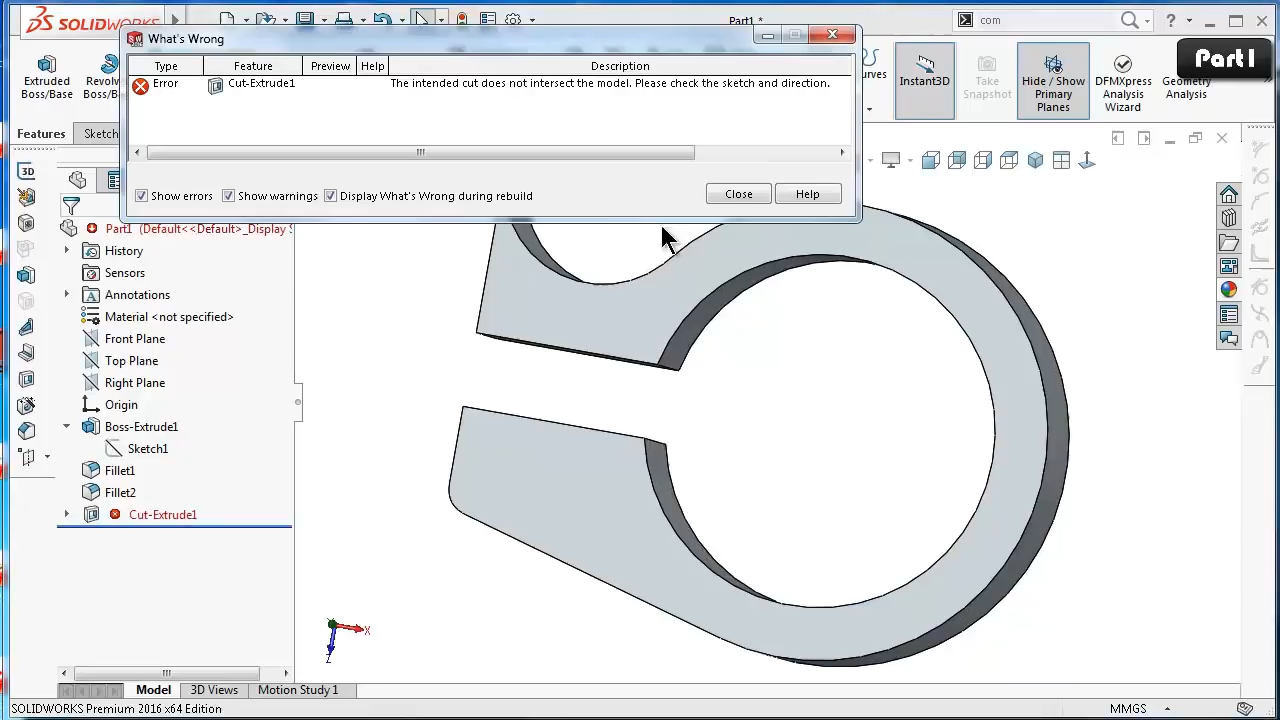 SOLIDWORKS
Part1 *
com
What's Wrong
Type
Feature
Preview
Help
Description
Error
Cut-Extrude1
The intended cut does not intersect the model. Please check the sketch and direction.
Show errors
Show warnings
Display What's Wrong during rebuild
Close
Help
Extruded
Boss/Base
Instant3D
Take
Snapshot
Hide / Show
Primary
Planes
DFMXpress
Analysis
Wizard
Geometry
Analysis
Part1
Features
Sketch
Part1 (Default<<Default>_Display S
History
Sensors
Annotations
Material <not specified>
Front Plane
Top Plane
Right Plane
Origin
Boss-Extrude1
Sketch1
Fillet1
Fillet2
Cut-Extrude1
X
Z
Model
3D Views
Motion Study 1
SOLIDWORKS Premium 2016 x64 Edition
MMGS